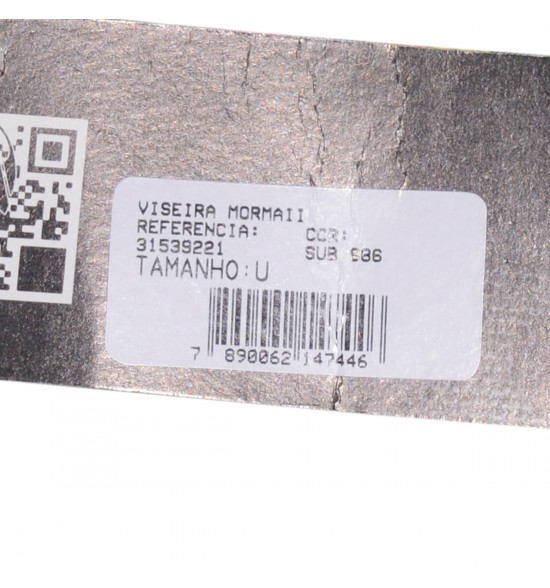 VISEIRA MORMAII
REFERENCIA: COR:
31539221 SUB 986
TAMANHO:U
7 890062 147446